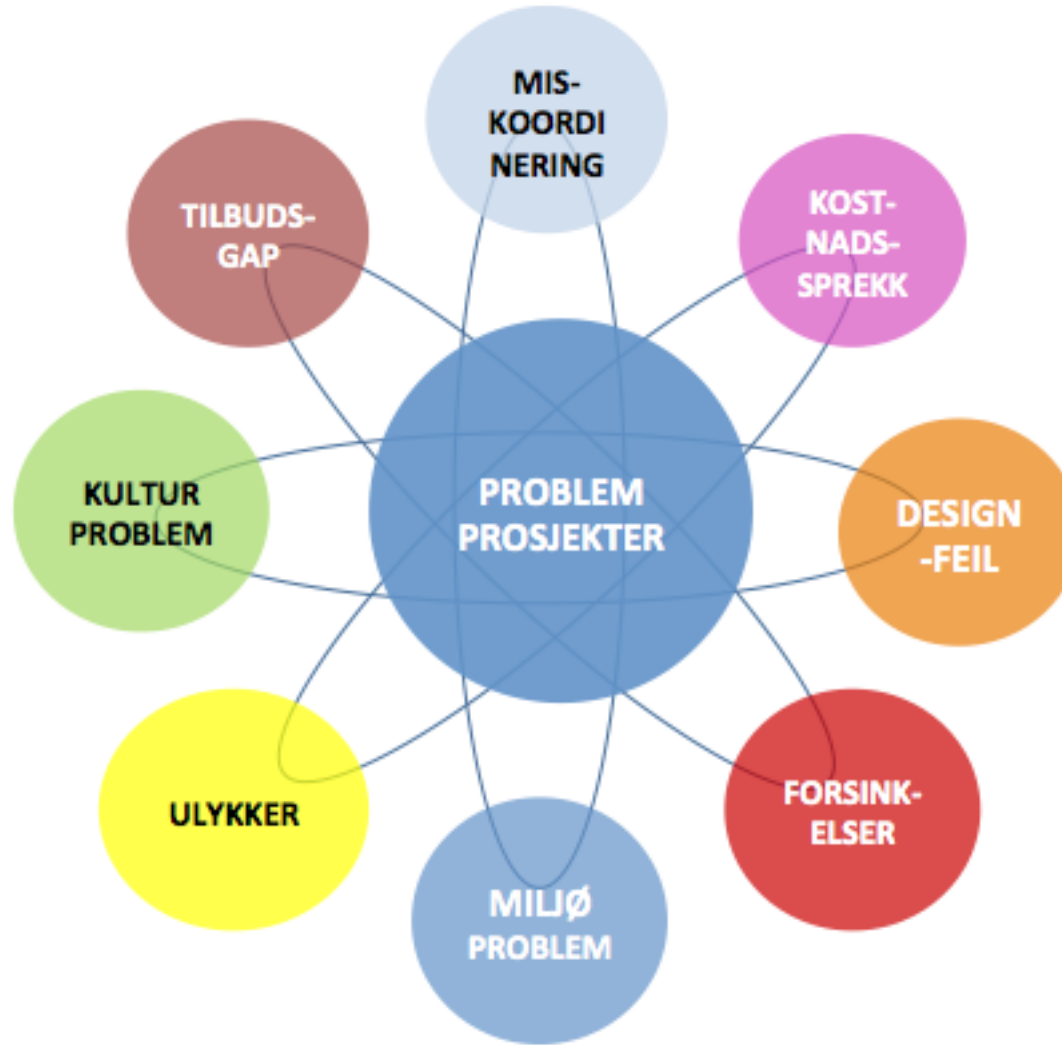 MIS-
KOORDI
NERING
TILBUDS-
GAP
KOST-
NADS-
SPREKK
KULTUR
PROBLEM
PROBLEM
PROSJEKTER
DESIGN
-FEIL
ULYKKER
FORSINK-
ELSER
MILJØ
PROBLEM